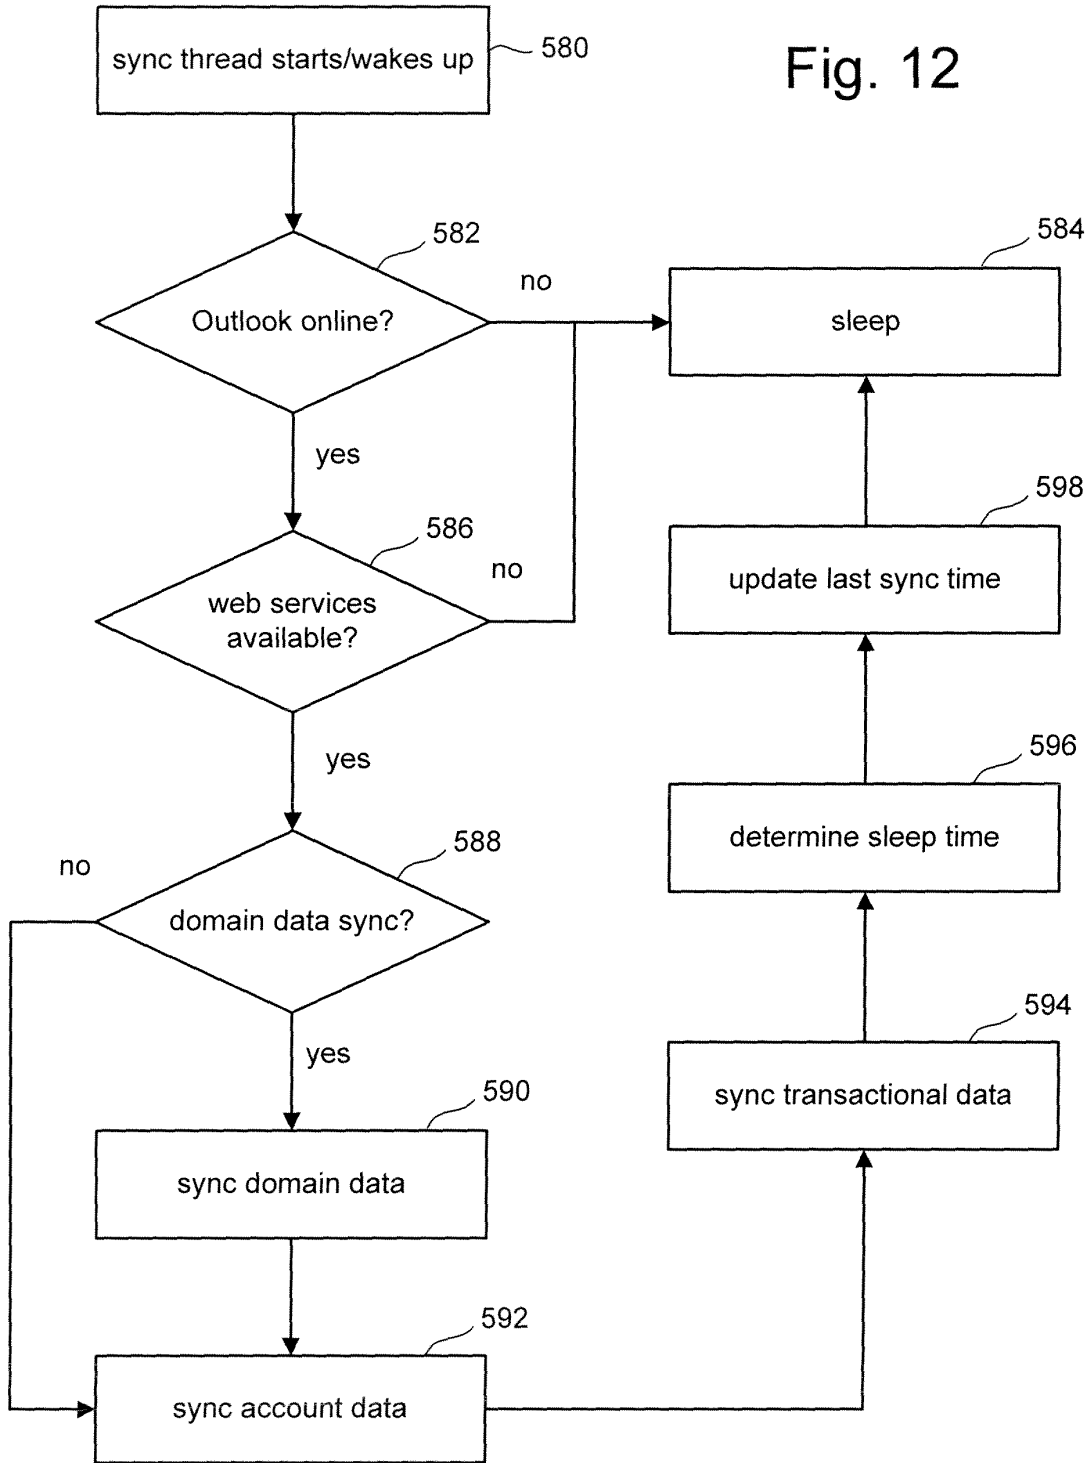 sync thread starts/wakes up
580
Fig. 12
582
Outlook online?
no
yes
584
sleep
586
web services
available?
no
yes
598
update last sync time
588
domain data sync?
no
yes
596
determine sleep time
590
sync domain data
594
sync transactional data
592
sync account data